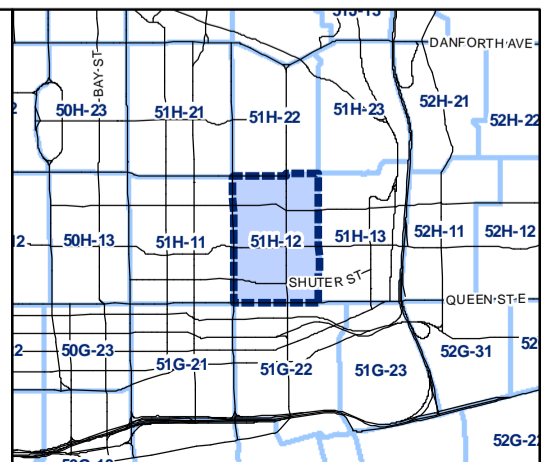 DANFORTH AVE
BAY ST
50H-23
51H-21
51H-22
51H-23
52H-21
52H-22
50H-13
51H-11
51H-12
51H-13
52H-11
52H-12
SHUTER ST
QUEEN ST E
50G-23
51G-21
51G-22
51G-23
52G-31